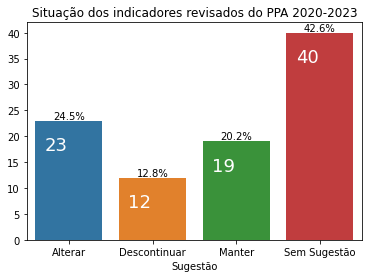 Situação dos indicadores revisados do PPA 2020-2023
42.6%
40
35
30
25
20
15
10
5
0
24.5%
23
12.8%
12
20.2%
19
40
Alterar
Descontinuar
Manter
Sem Sugestão
Sugestão